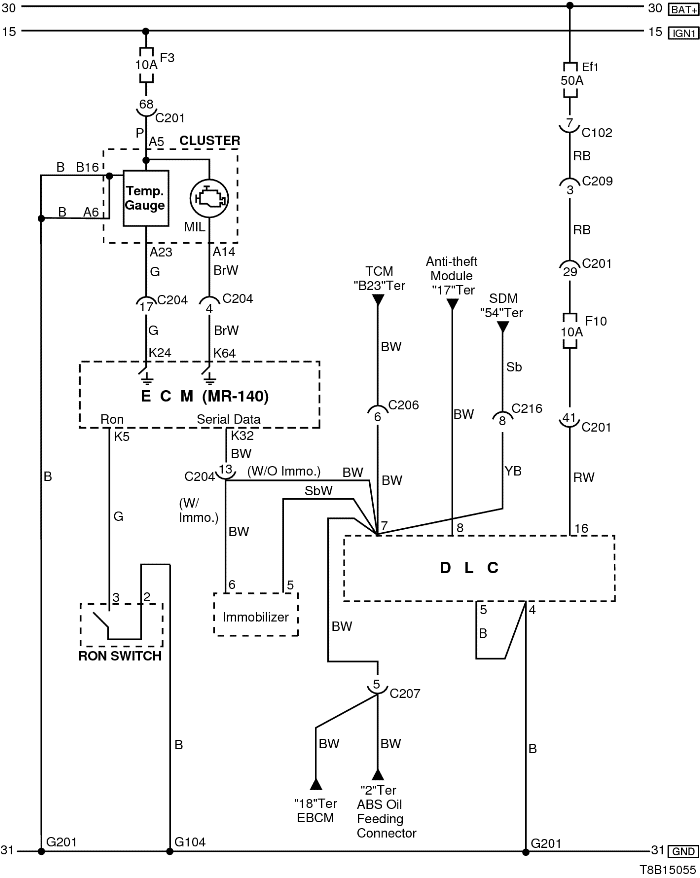 30
30 BAT+
15
15 IGN1
F3
10A
Ef1
50A
68
C201
7
C102
P
A5
CLUSTER
RB
B
B16
Temp.
Gauge
C209
3
B
A6
MIL
RB
A23
A14
G
BrW
TCM
"B23"Ter
Anti-theft
Module
"17"Ter
SDM
"54"Ter
C201
29
C204
17
C204
4
F10
10A
G
BrW
BW
K24
K64
Sb
E C M (MR-140)
C206
6
BW
C216
8
41
C201
Ron
Serial Data
K5
K32
BW
C204
13
(W/O Immo.)
BW
BW
YB
RW
B
SbW
(W/
Immo.)
G
BW
7
8
16
D L C
3
2
6
5
5
4
Immobilizer
BW
B
RON SWITCH
5
C207
B
BW
BW
B
"18"Ter
EBCM
"2"Ter
ABS Oil
Feeding
Connector
31
G201
G104
G201
31 GND
T8B15055